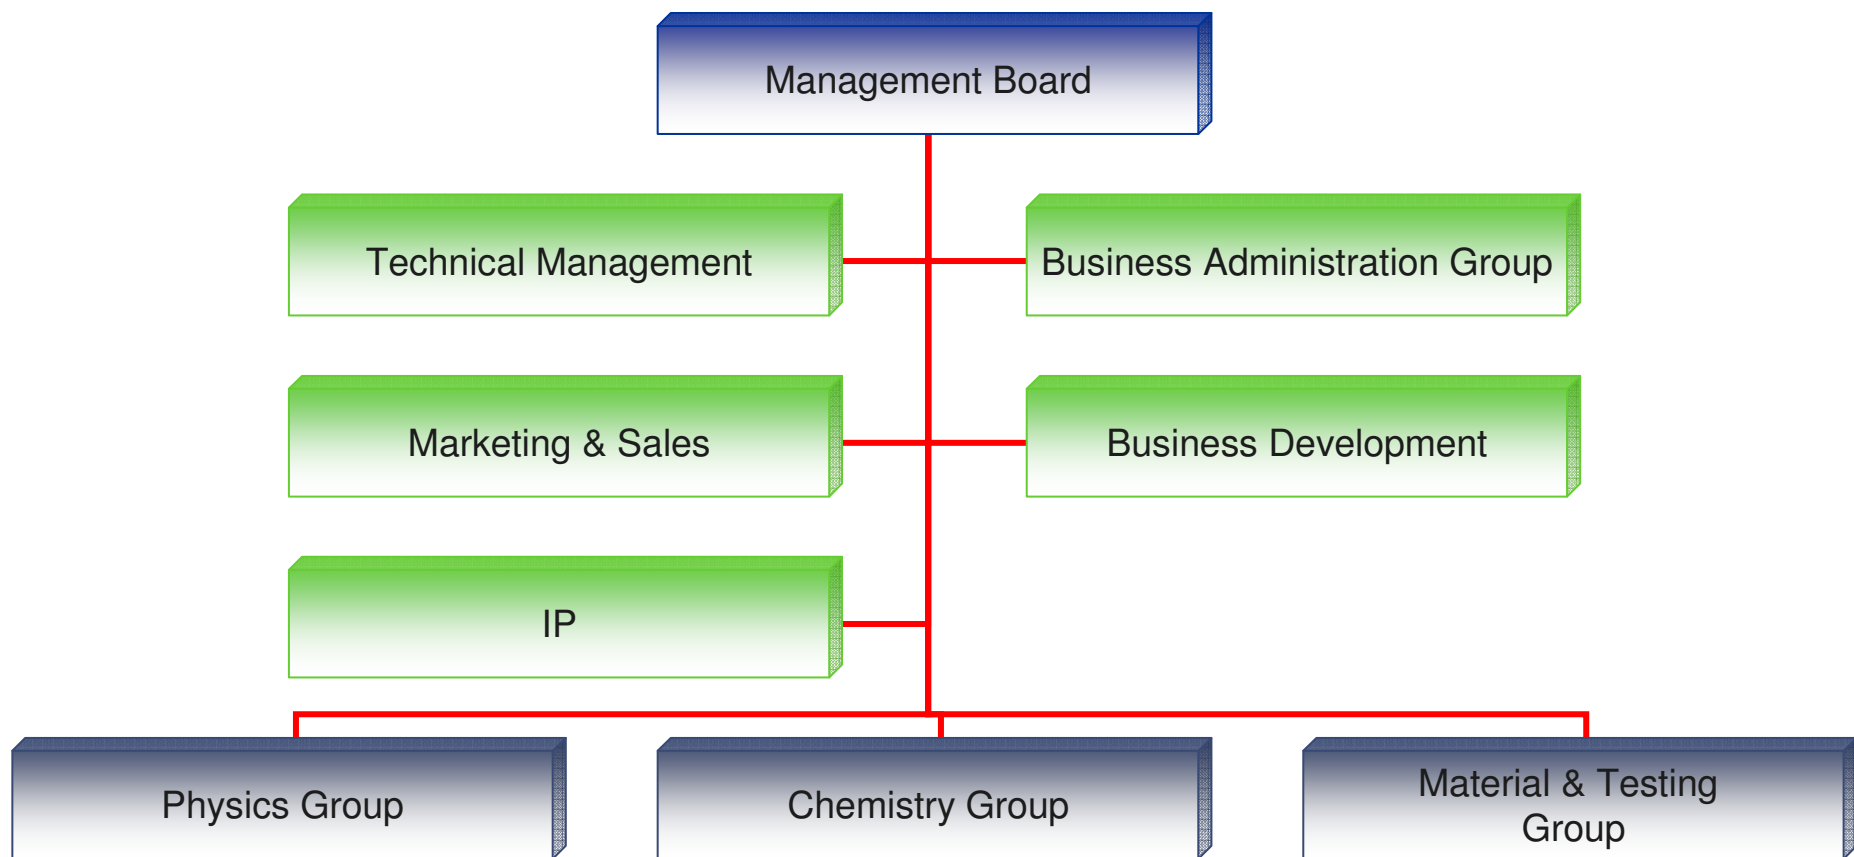 Management Board
Technical Management
Business Administration Group
Marketing & Sales
Business Development
IP
Physics Group
Chemistry Group
Material & Testing
Group